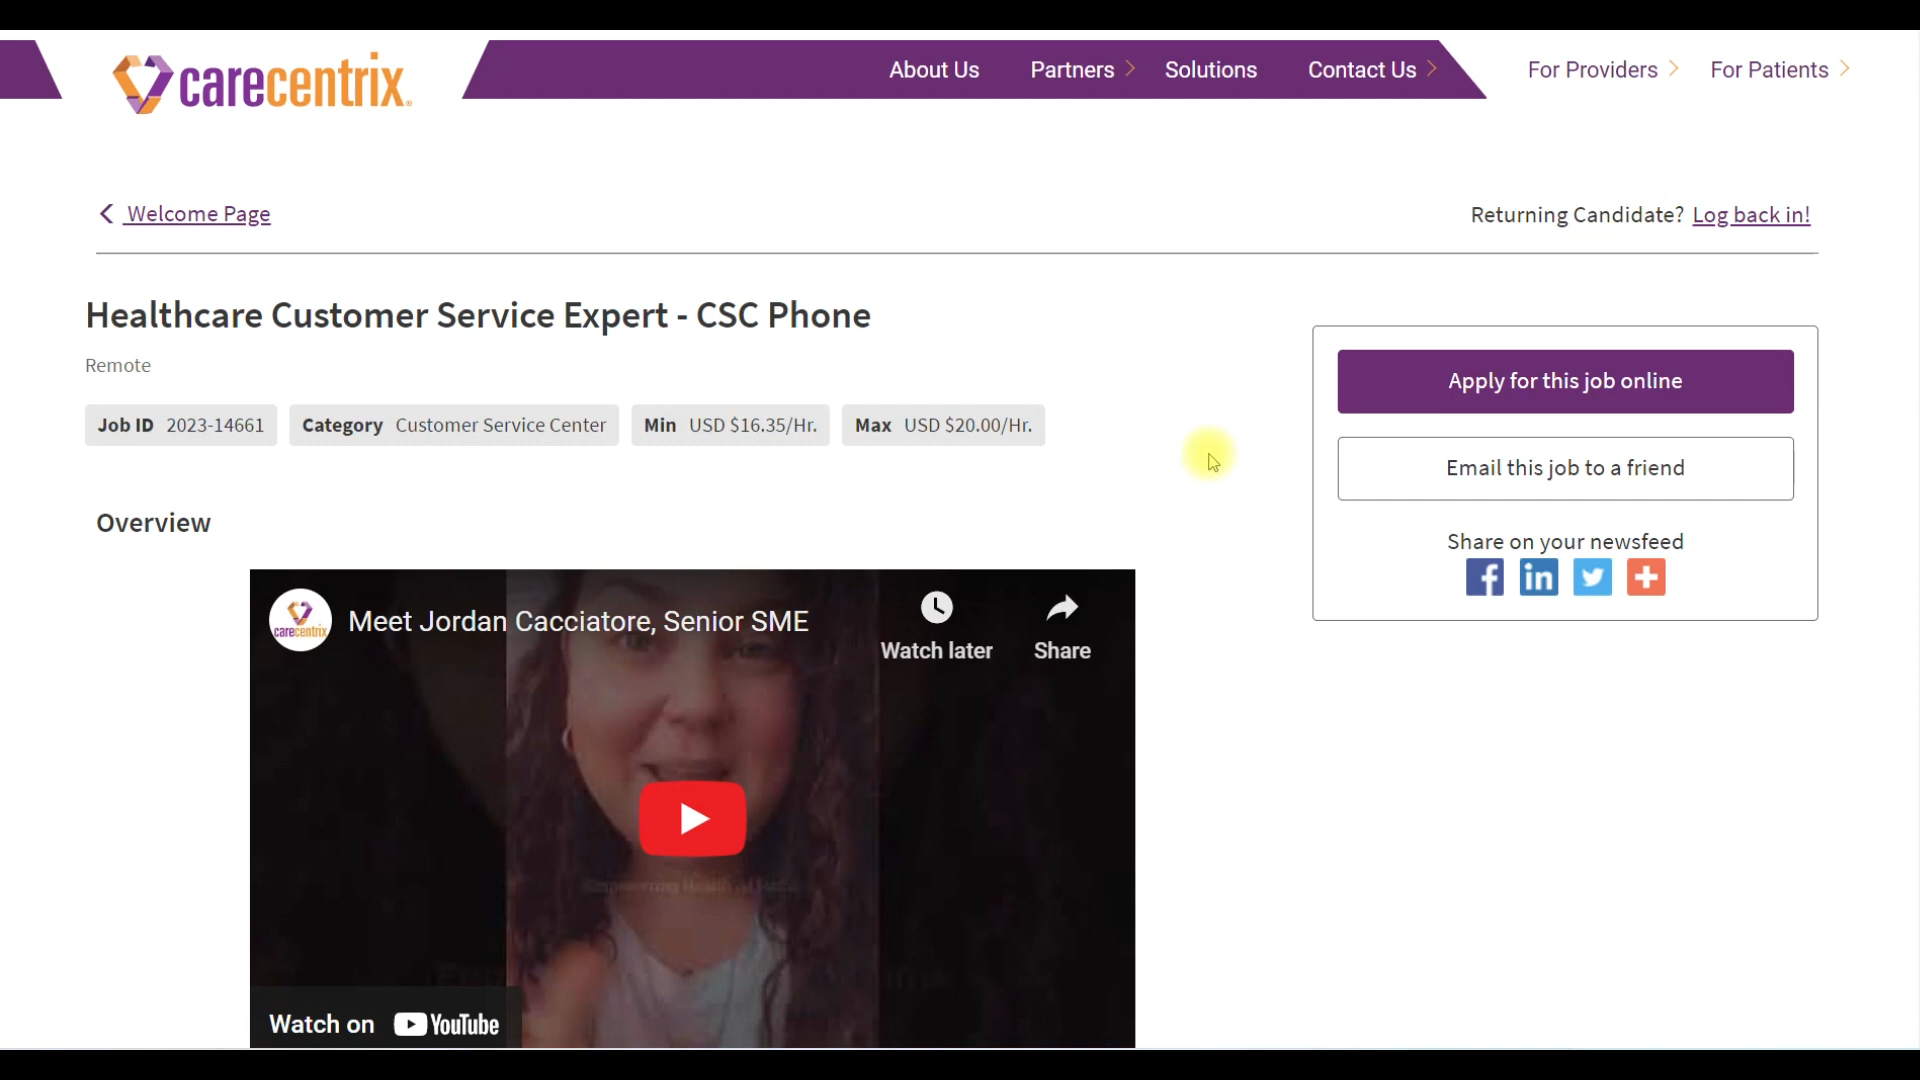 carecentrix
About Us Partners Solutions Contact Us For Providers For Patients
Welcome Page
Returning Candidate? Log back in!
Healthcare Customer Service Expert - CSC Phone
Remote
Job ID 2023-14661 Category Customer Service Center Min USD $16.35/Hr. Max USD $20.00/Hr.
Apply for this job online
Email this job to a friend
Share on your newsfeed
Overview
carecentrix
Meet Jordan Cacciatore, Senior SME
Watch later
Share
Watch on YouTube